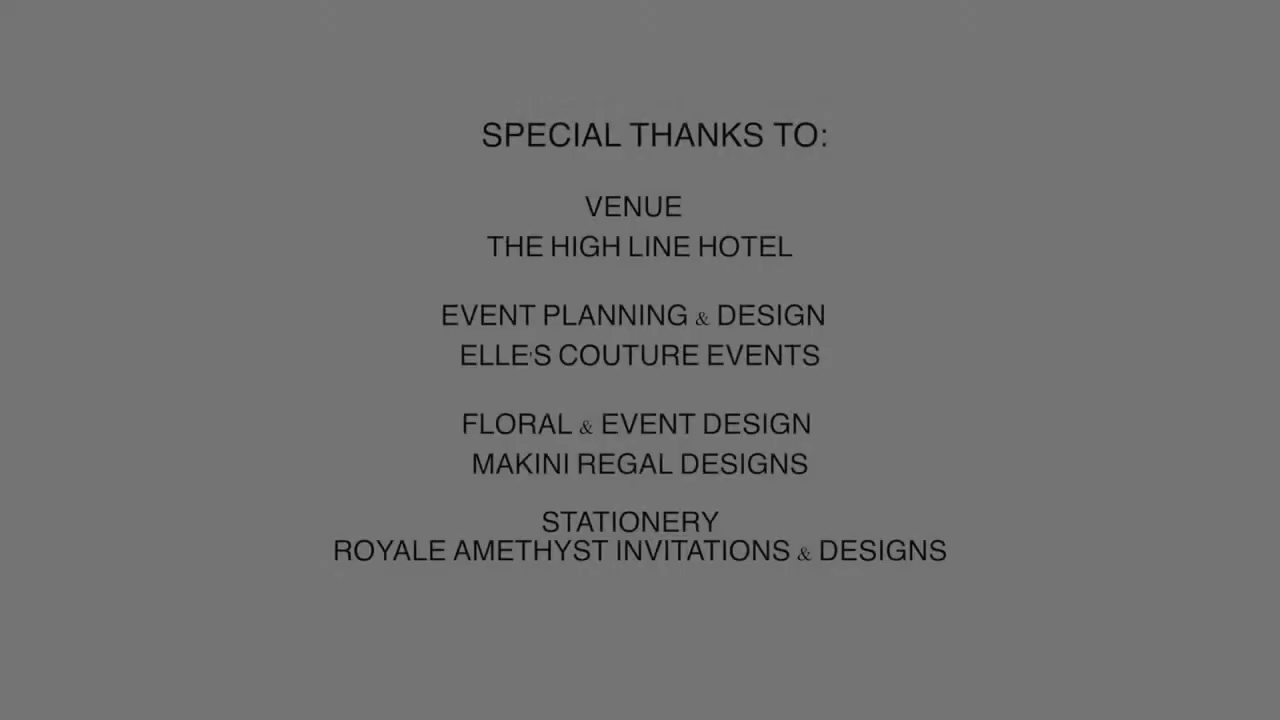 SPECIAL THANKS TO:
VENUE
THE HIGH LINE HOTEL
EVENT PLANNING & DESIGN
ELLE'S COUTURE EVENTS
FLORAL & EVENT DESIGN
MAKINI REGAL DESIGNS
STATIONERY
ROYALE AMETHYST INVITATIONS & DESIGNS